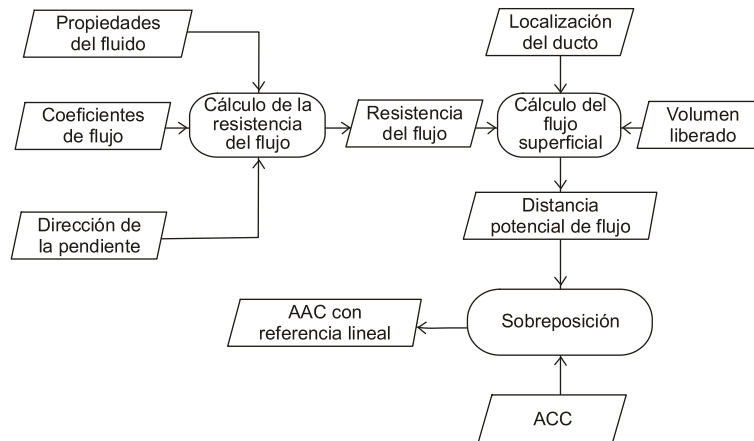 Propiedades
del fluido
Localización
del ducto
Coeficientes
de flujo
Cálculo de la
resistencia
del flujo
Resistencia
del flujo
Cálculo del
flujo
superficial
Volumen
liberado
Dirección de
la pendiente
Distancia
potencial de flujo
AAC con
referencia lineal
Sobreposición
ACC